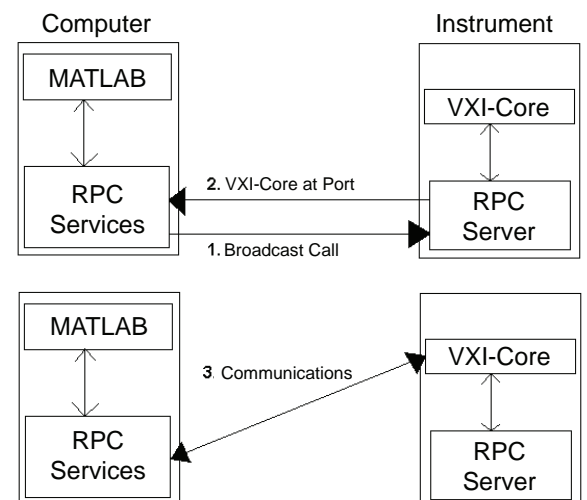 Computer
Instrument
MATLAB
VXI-Core
RPC
Services
2. VXI-Core at Port
1. Broadcast Call
RPC
Server
MATLAB
VXI-Core
3. Communications
RPC
Services
RPC
Server